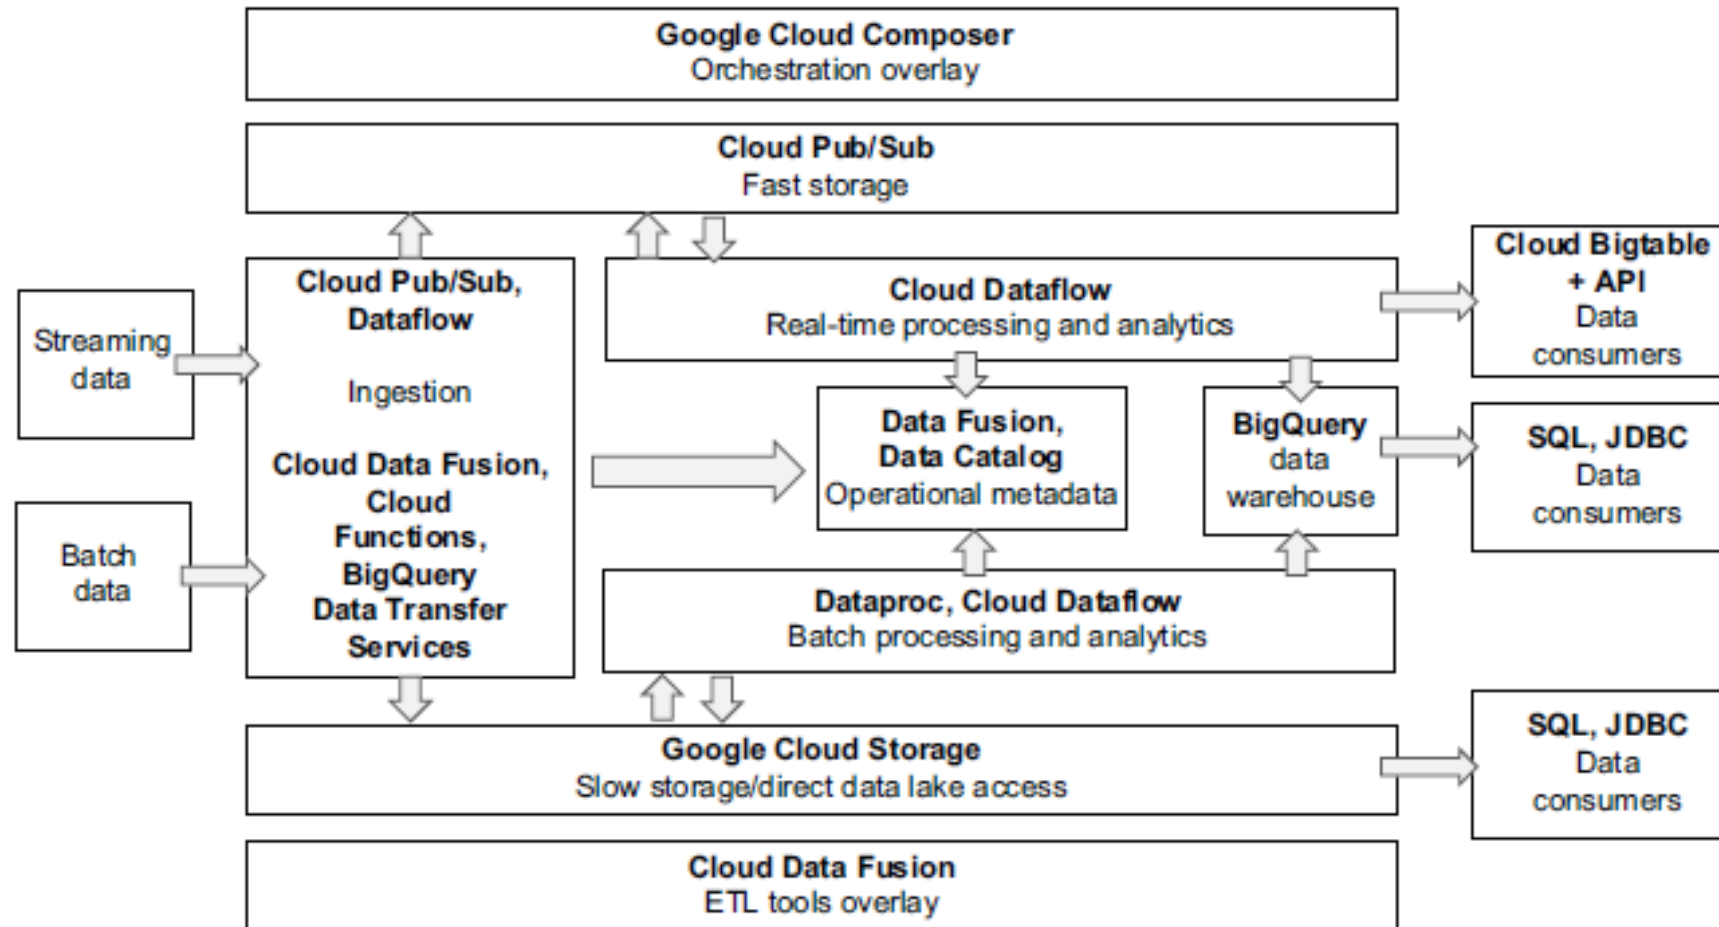 Google Cloud Composer
Orchestration overlay
Cloud Pub/Sub
Fast storage
Streaming
data
Batch
data
Cloud Pub/Sub,
Dataflow
Ingestion
Cloud Data Fusion,
Cloud
Functions,
BigQuery
Data Transfer
Services
Cloud Dataflow
Real-time processing and analytics
Data Fusion,
Data Catalog
Operational metadata
BigQuery
data
warehouse
Dataproc, Cloud Dataflow
Batch processing and analytics
Cloud Bigtable
+ API
Data
consumers
SQL, JDBC
Data
consumers
Google Cloud Storage
Slow storage/direct data lake access
SQL, JDBC
Data
consumers
Cloud Data Fusion
ETL tools overlay